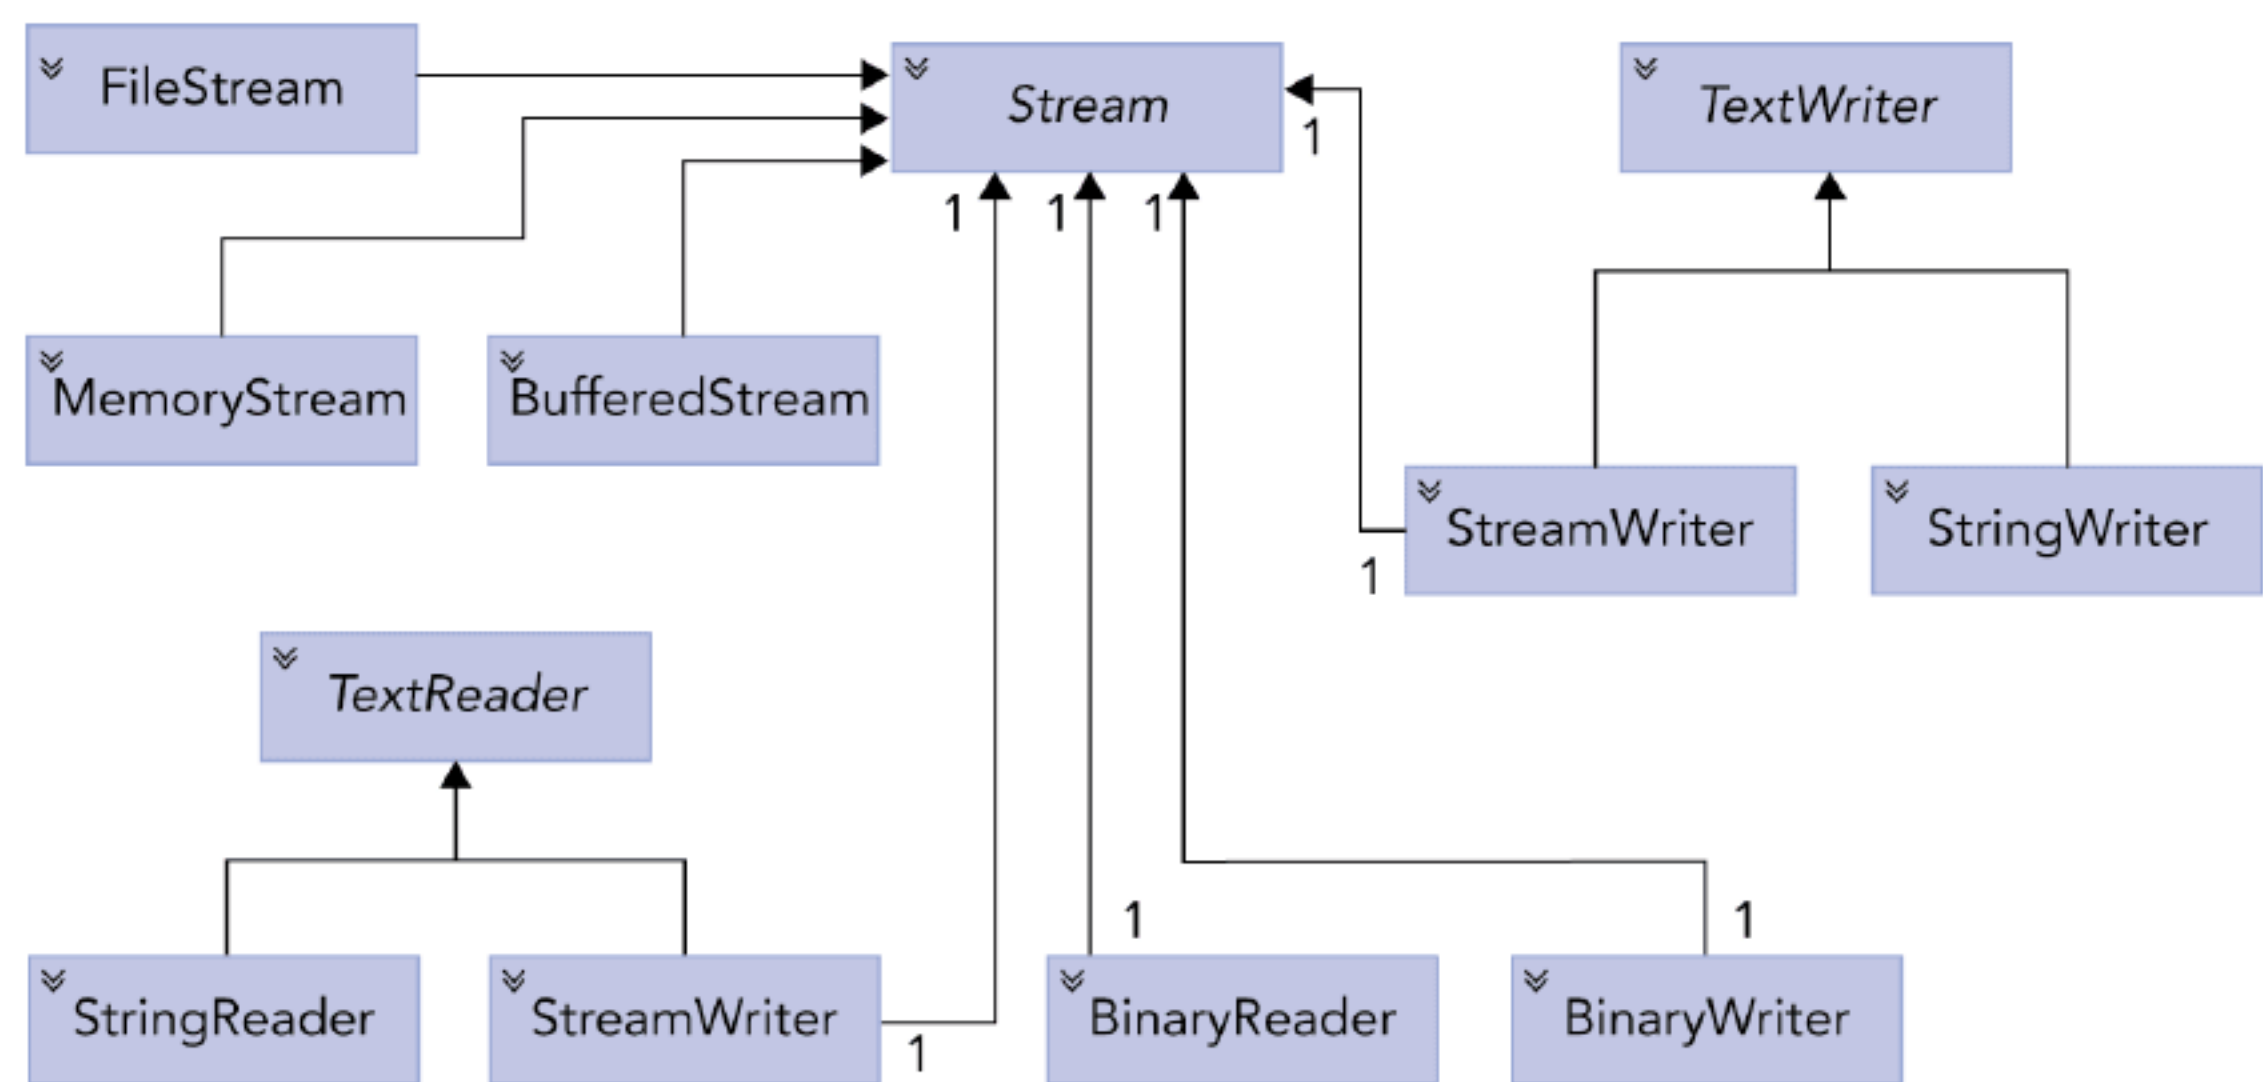 FileStream
Stream
TextWriter
1
1
1
1
MemoryStream
BufferedStream
StreamWriter
StringWriter
1
TextReader
1
1
StringReader
StreamWriter
1
BinaryReader
BinaryWriter